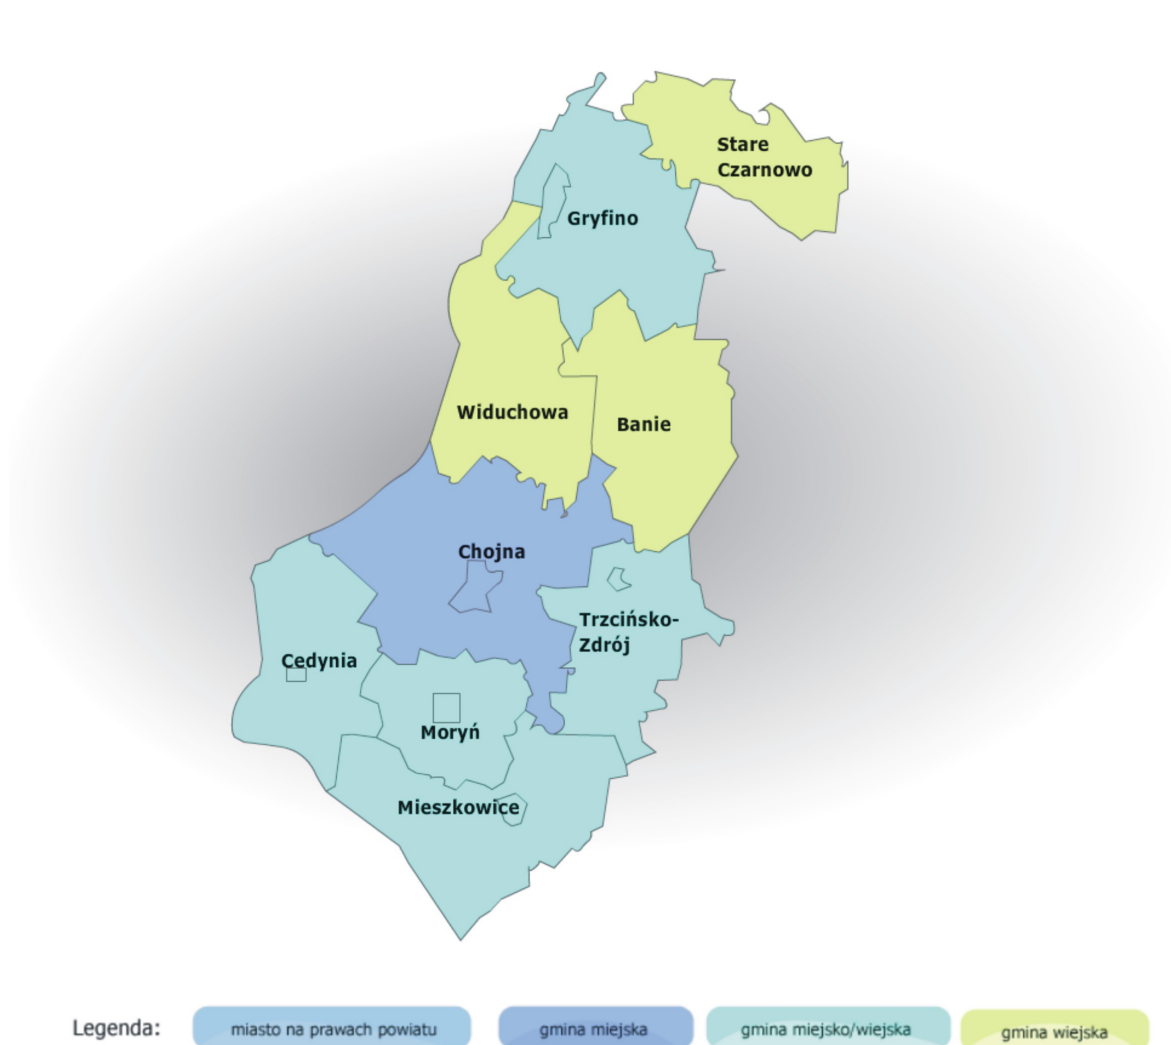 Stare
Czarnowo
Gryfino
Widuchowa
Banie
Chojna
Trzcińsko-
Zdrój
Cedynia
Moryń
Mieszkowice
Legenda:
miasto na prawach powiatu
gmina miejska
gmina miejsko/wiejska
gmina wiejska